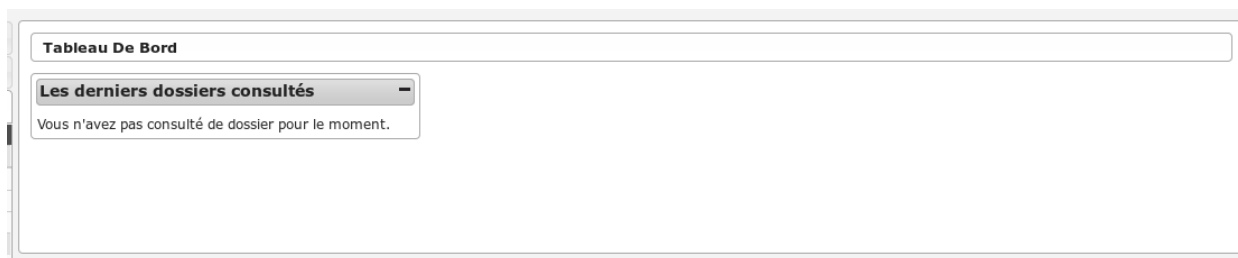 Tableau De Bord
Les derniers dossiers consultés
Vous n'avez pas consulté de dossier pour le moment.